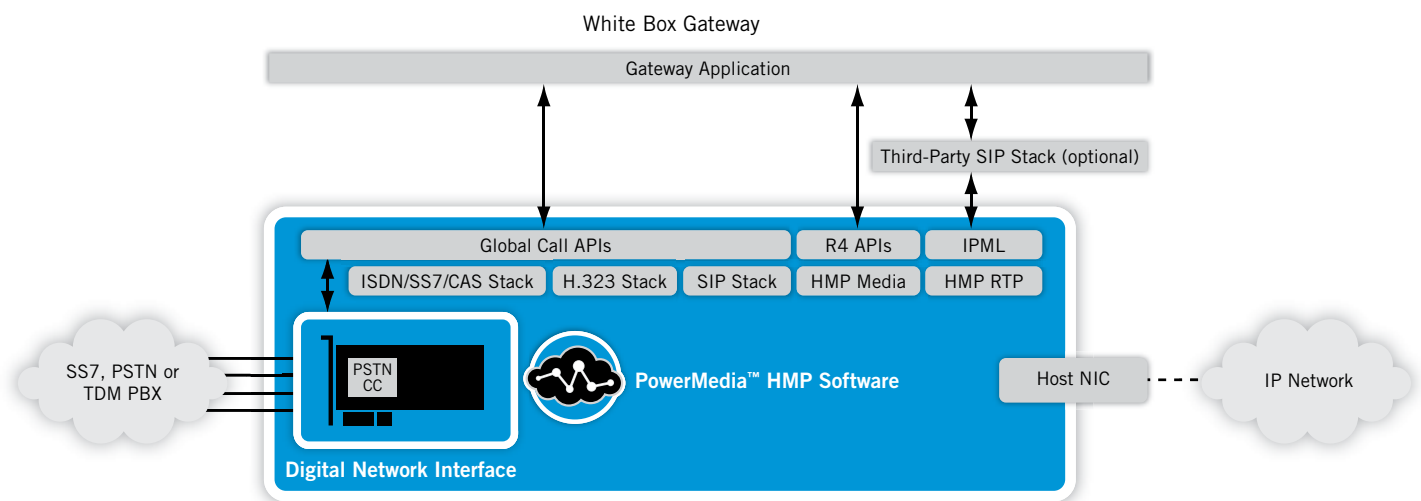 White Box Gateway
Gateway Application
Third-Party SIP Stack (optional)
Global Call APIs
R4 APIs
IPML
ISDN/SS7/CAS Stack
H.323 Stack
SIP Stack
HMP Media
HMP RTP
SS7, PSTN or
TDM PBX
PSTN
CC
PowerMedia™ HMP Software
Host NIC
IP Network
Digital Network Interface